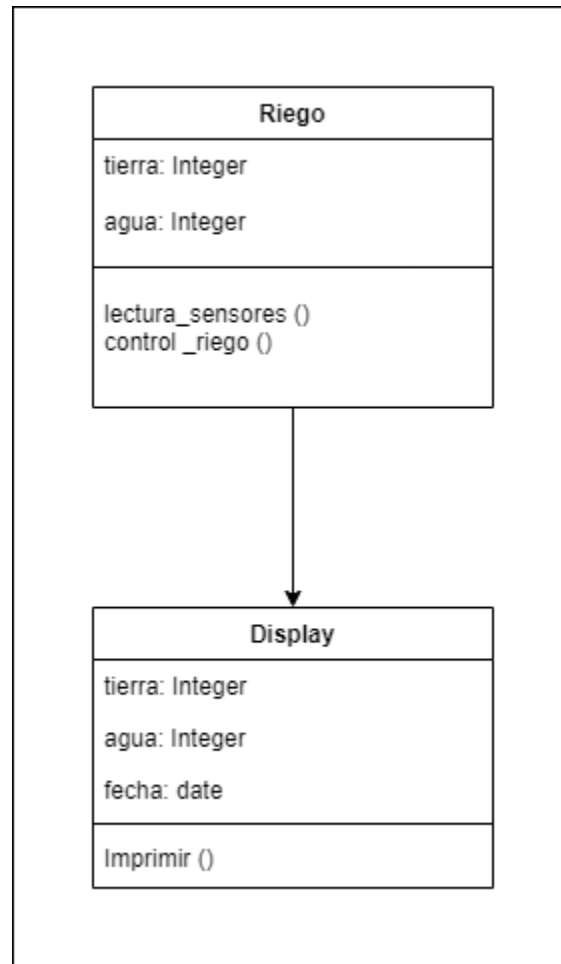 Riego
tierra: Integer
agua: Integer
lectura_sensores ()
control _riego ()
Display
tierra: Integer
agua: Integer
fecha: date
Imprimir ()